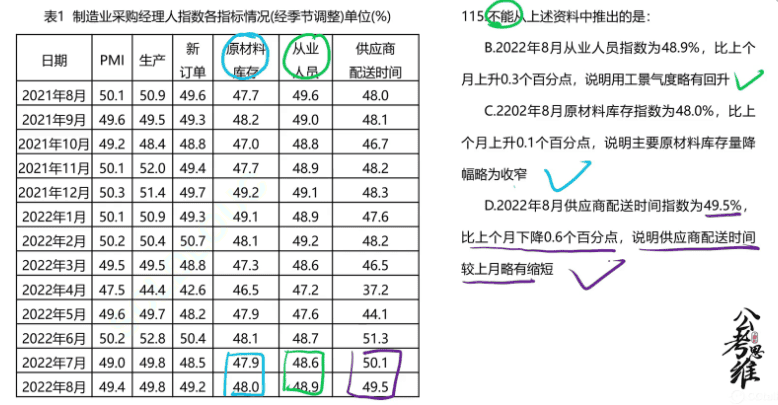 表1 制造业采购经理人指数各指标情况(经季节调整)单位(%)
日期 PMI 生产 新订单 原材料库存 从业人员 供应商配送时间
2021年8月 50.1 50.9 49.6 47.7 49.6 48.0
2021年9月 49.6 49.5 49.3 48.2 49.0 48.1
2021年10月 49.2 48.4 48.8 47.0 48.8 46.7
2021年11月 50.1 52.0 49.4 47.7 48.9 48.2
2021年12月 50.3 51.4 49.7 49.2 49.1 48.3
2022年1月 50.1 50.9 49.3 49.1 48.9 47.6
2022年2月 50.2 50.4 50.7 48.1 49.2 48.2
2022年3月 49.5 49.5 48.8 47.3 48.6 46.5
2022年4月 47.5 44.4 42.6 46.5 47.2 37.2
2022年5月 49.6 49.7 48.2 47.9 47.6 44.1
2022年6月 50.2 52.8 50.4 48.1 48.7 51.3
2022年7月 49.0 49.8 48.5 47.9 48.6 50.1
2022年8月 49.4 49.8 49.2 48.0 48.9 49.5
115.不能从上述资料中推出的是：
B.2022年8月从业人员指数为48.9%，比上个
月上升0.3个百分点，说明用工景气度略有回升
C.2202年8月原材料库存指数为48.0%，比上
个月上升0.1个百分点，说明主要原材料库存量降
幅略为收窄
D.2022年8月供应商配送时间指数为49.5%，
比上个月下降0.6个百分点，说明供应商配送时间
较上月略有缩短
公考思维